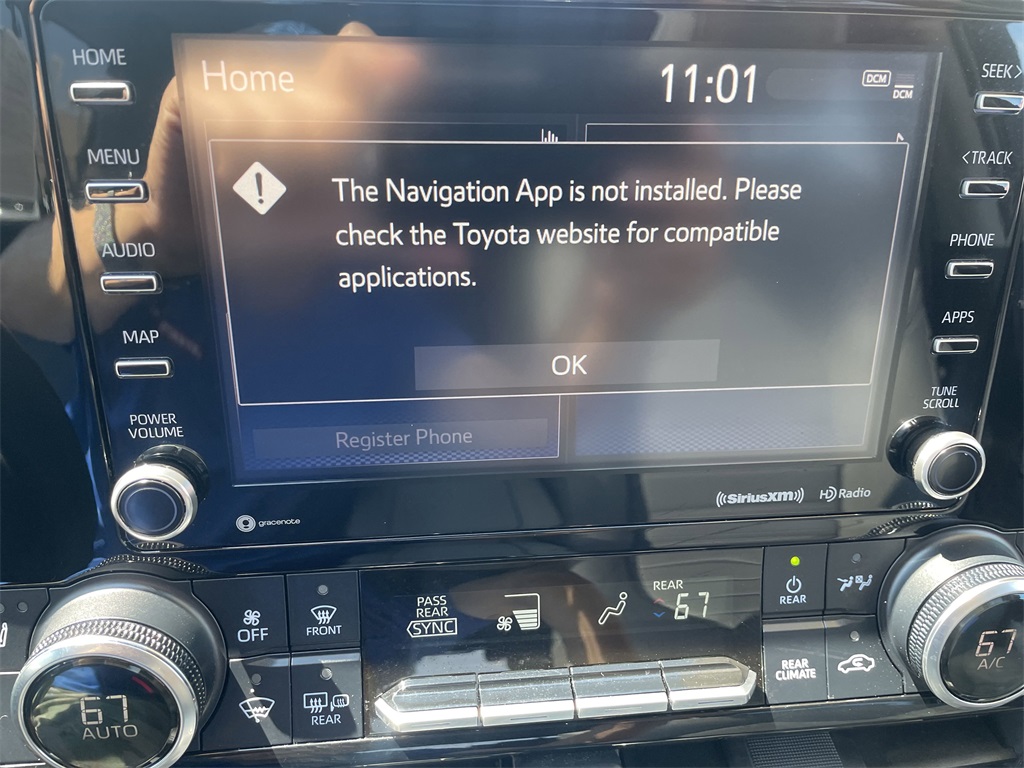 HOME
MENU
AUDIO
MAP
POWER
VOLUME
Home
11:01
DCM
DCM
The Navigation App is not installed. Please
check the Toyota website for compatible
applications.
OK
Register Phone
SEEK >
< TRACK
PHONE
APPS
TUNE
SCROLL
gracenote
((SiriusXM))
HD Radio
67
AUTO
OFF
FRONT
REAR
PASS
REAR
SYNC
REAR
67
REAR
REAR
CLIMATE
67
A/C